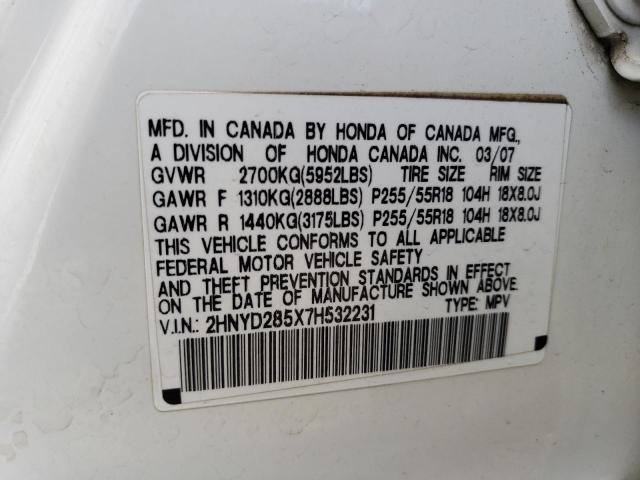 MFD. IN CANADA BY HONDA OF CANADA MFG.,
A DIVISION OF HONDA CANADA INC. 03/07
GVWR 2700KG(5952LBS) TIRE SIZE RIM SIZE
GAWR F 1310KG(2888LBS) P255/55R18 104H 18X8.0J
GAWR R 1440KG(3175LBS) P255/55R18 104H 18X8.0J
THIS VEHICLE CONFORMS TO ALL APPLICABLE
FEDERAL MOTOR VEHICLE SAFETY
AND THEFT PREVENTION STANDARDS IN EFFECT
ON THE DATE OF MANUFACTURE SHOWN ABOVE.
V.I.N.: 2HNYD285X7H532231 TYPE: MPV